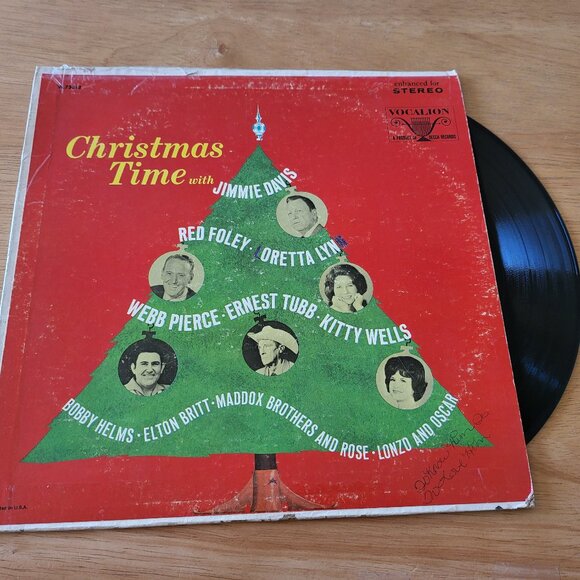 enhanced for
STEREO
VOCALION
A PRODUCT OF DECCA RECORDS
Christmas
Time with
JIMMIE DAVIS
RED FOLEY · LORETTA LYNN
WEBB PIERCE · ERNEST TUBB · KITTY WELLS
BOBBY HELMS · ELTON BRITT · MADDOX BROTHERS AND ROSE · LONZO AND OSCAR
in U.S.A.